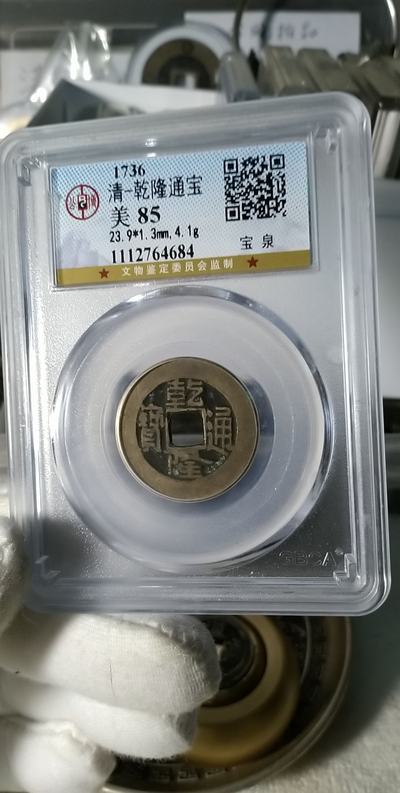 1736
清-乾隆通宝
美 85
23.9*1.3mm,4.1g
宝 泉
1112764684
文物鉴定委员会监制
乾隆通寶
GBCA